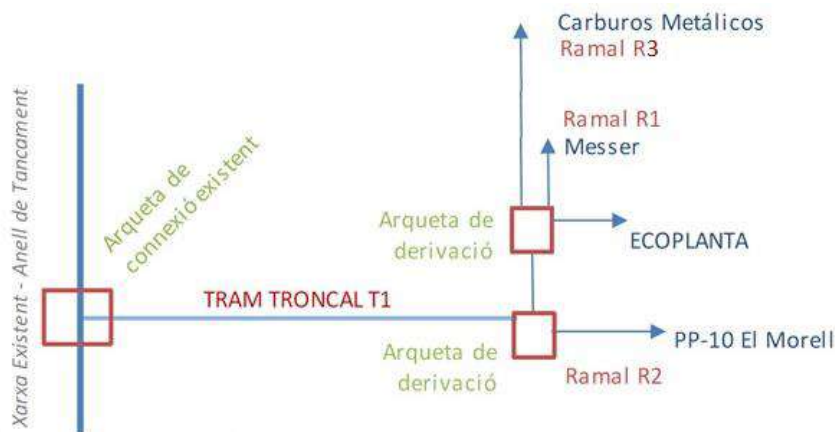 Carburos Metálicos
Ramal R3
Ramal R1
Messer
Xarxa Existent - Anell de Tancament
Arqueta de
connexió existent
Arqueta de
derivació
ECOPLANTA
TRAM TRONCAL T1
PP-10 El Morell
Arqueta de
derivació
Ramal R2